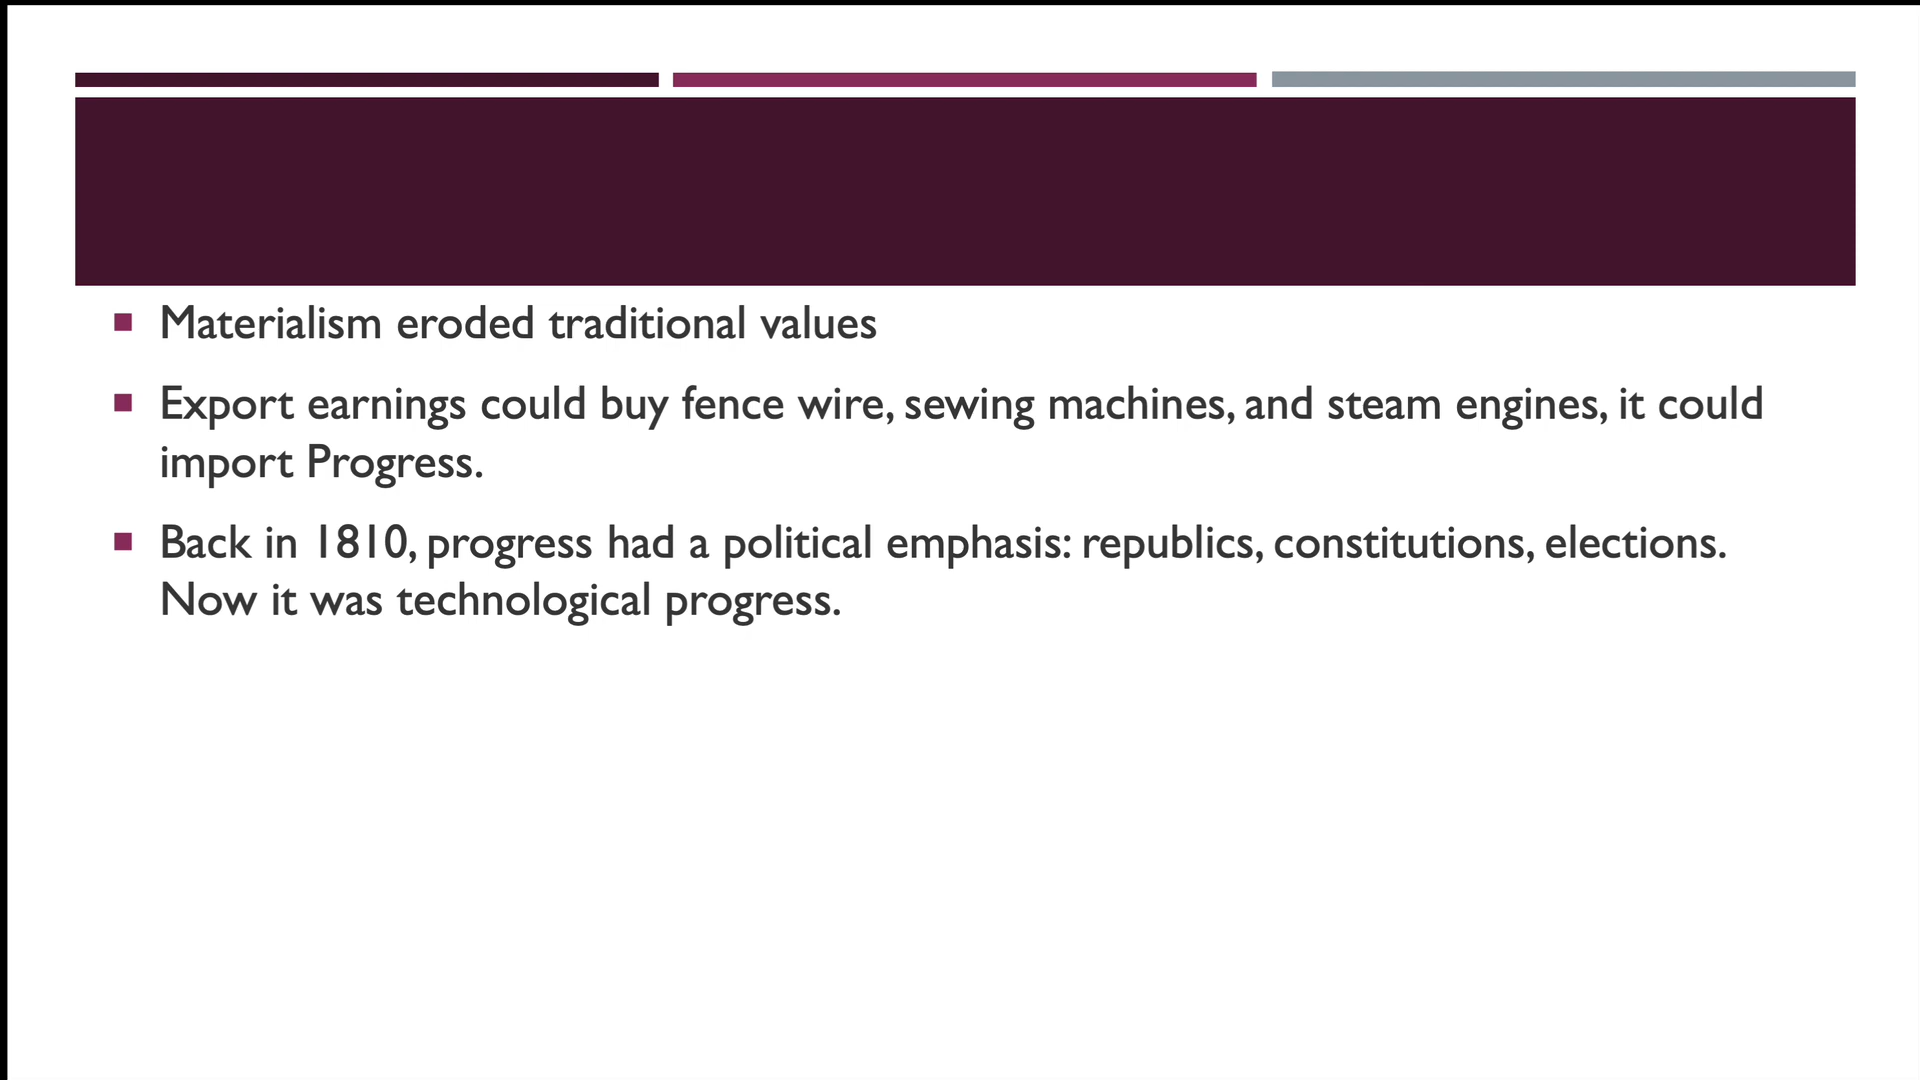 Materialism eroded traditional values
Export earnings could buy fence wire, sewing machines, and steam engines, it could
import Progress.
Back in 1810, progress had a political emphasis: republics, constitutions, elections.
Now it was technological progress.